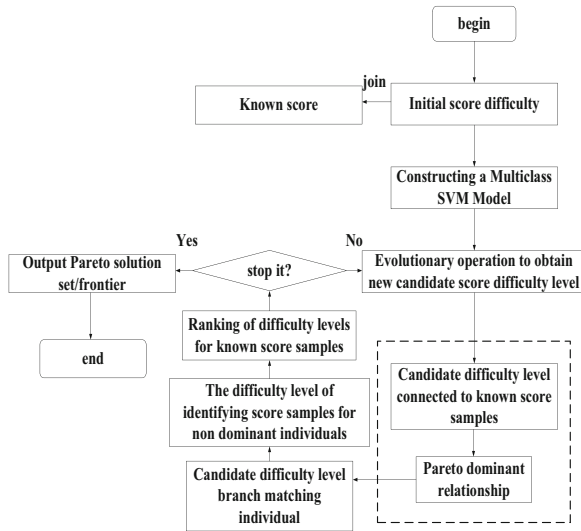 begin
join
Known score
Initial score difficulty
Constructing a Multiclass
SVM Model
Yes
No
Output Pareto solution
set/frontier
stop it?
Evolutionary operation to obtain
new candidate score difficulty level
Ranking of difficulty levels
for known score samples
end
The difficulty level of
identifying score samples for
non dominant individuals
Candidate difficulty level
connected to known score
samples
Candidate difficulty level
branch matching
individual
Pareto dominant
relationship